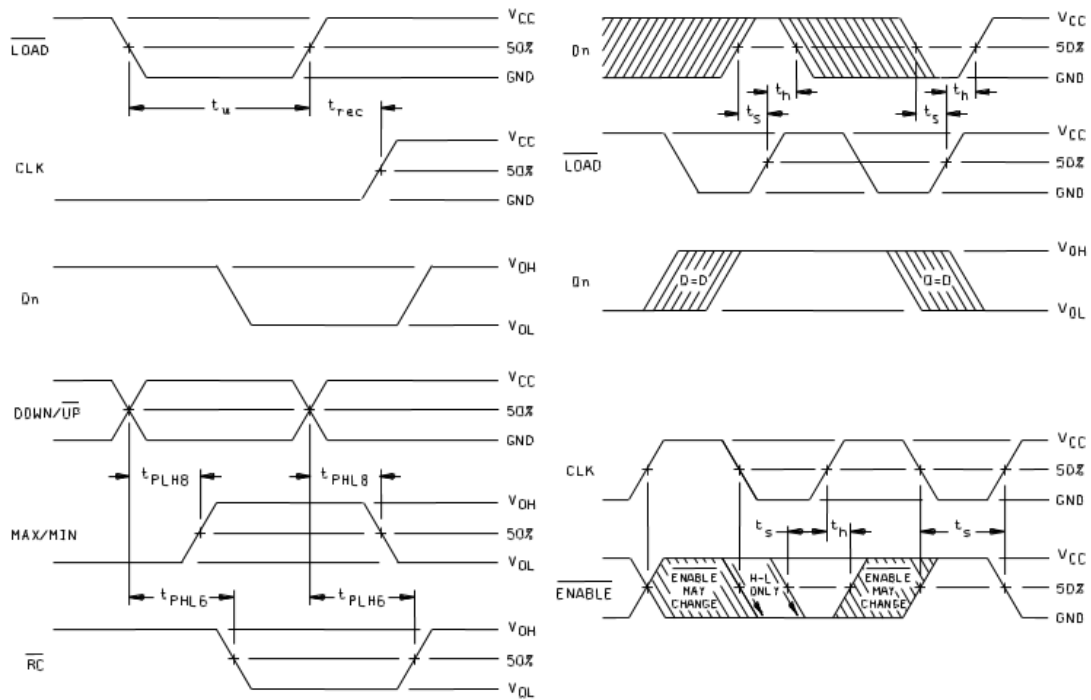 LOAD
VCC
50%
GND
tw
trec
CLK
VCC
50%
GND
Qn
VOH
VOL
DOWN/UP
VCC
50%
GND
tPLH8
tPHL8
MAX/MIN
VOH
50%
VOL
tPHL6
tPLH6
RC
VOH
50%
VOL
Dn
VCC
50%
GND
th
ts
th
ts
LOAD
VCC
50%
GND
Qn
Q=D
Q=D
VOH
VOL
CLK
VCC
50%
GND
ts
th
ts
ENABLE
ENABLE
MAY
CHANGE
H-L
ONLY
ENABLE
MAY
CHANGE
VCC
50%
GND